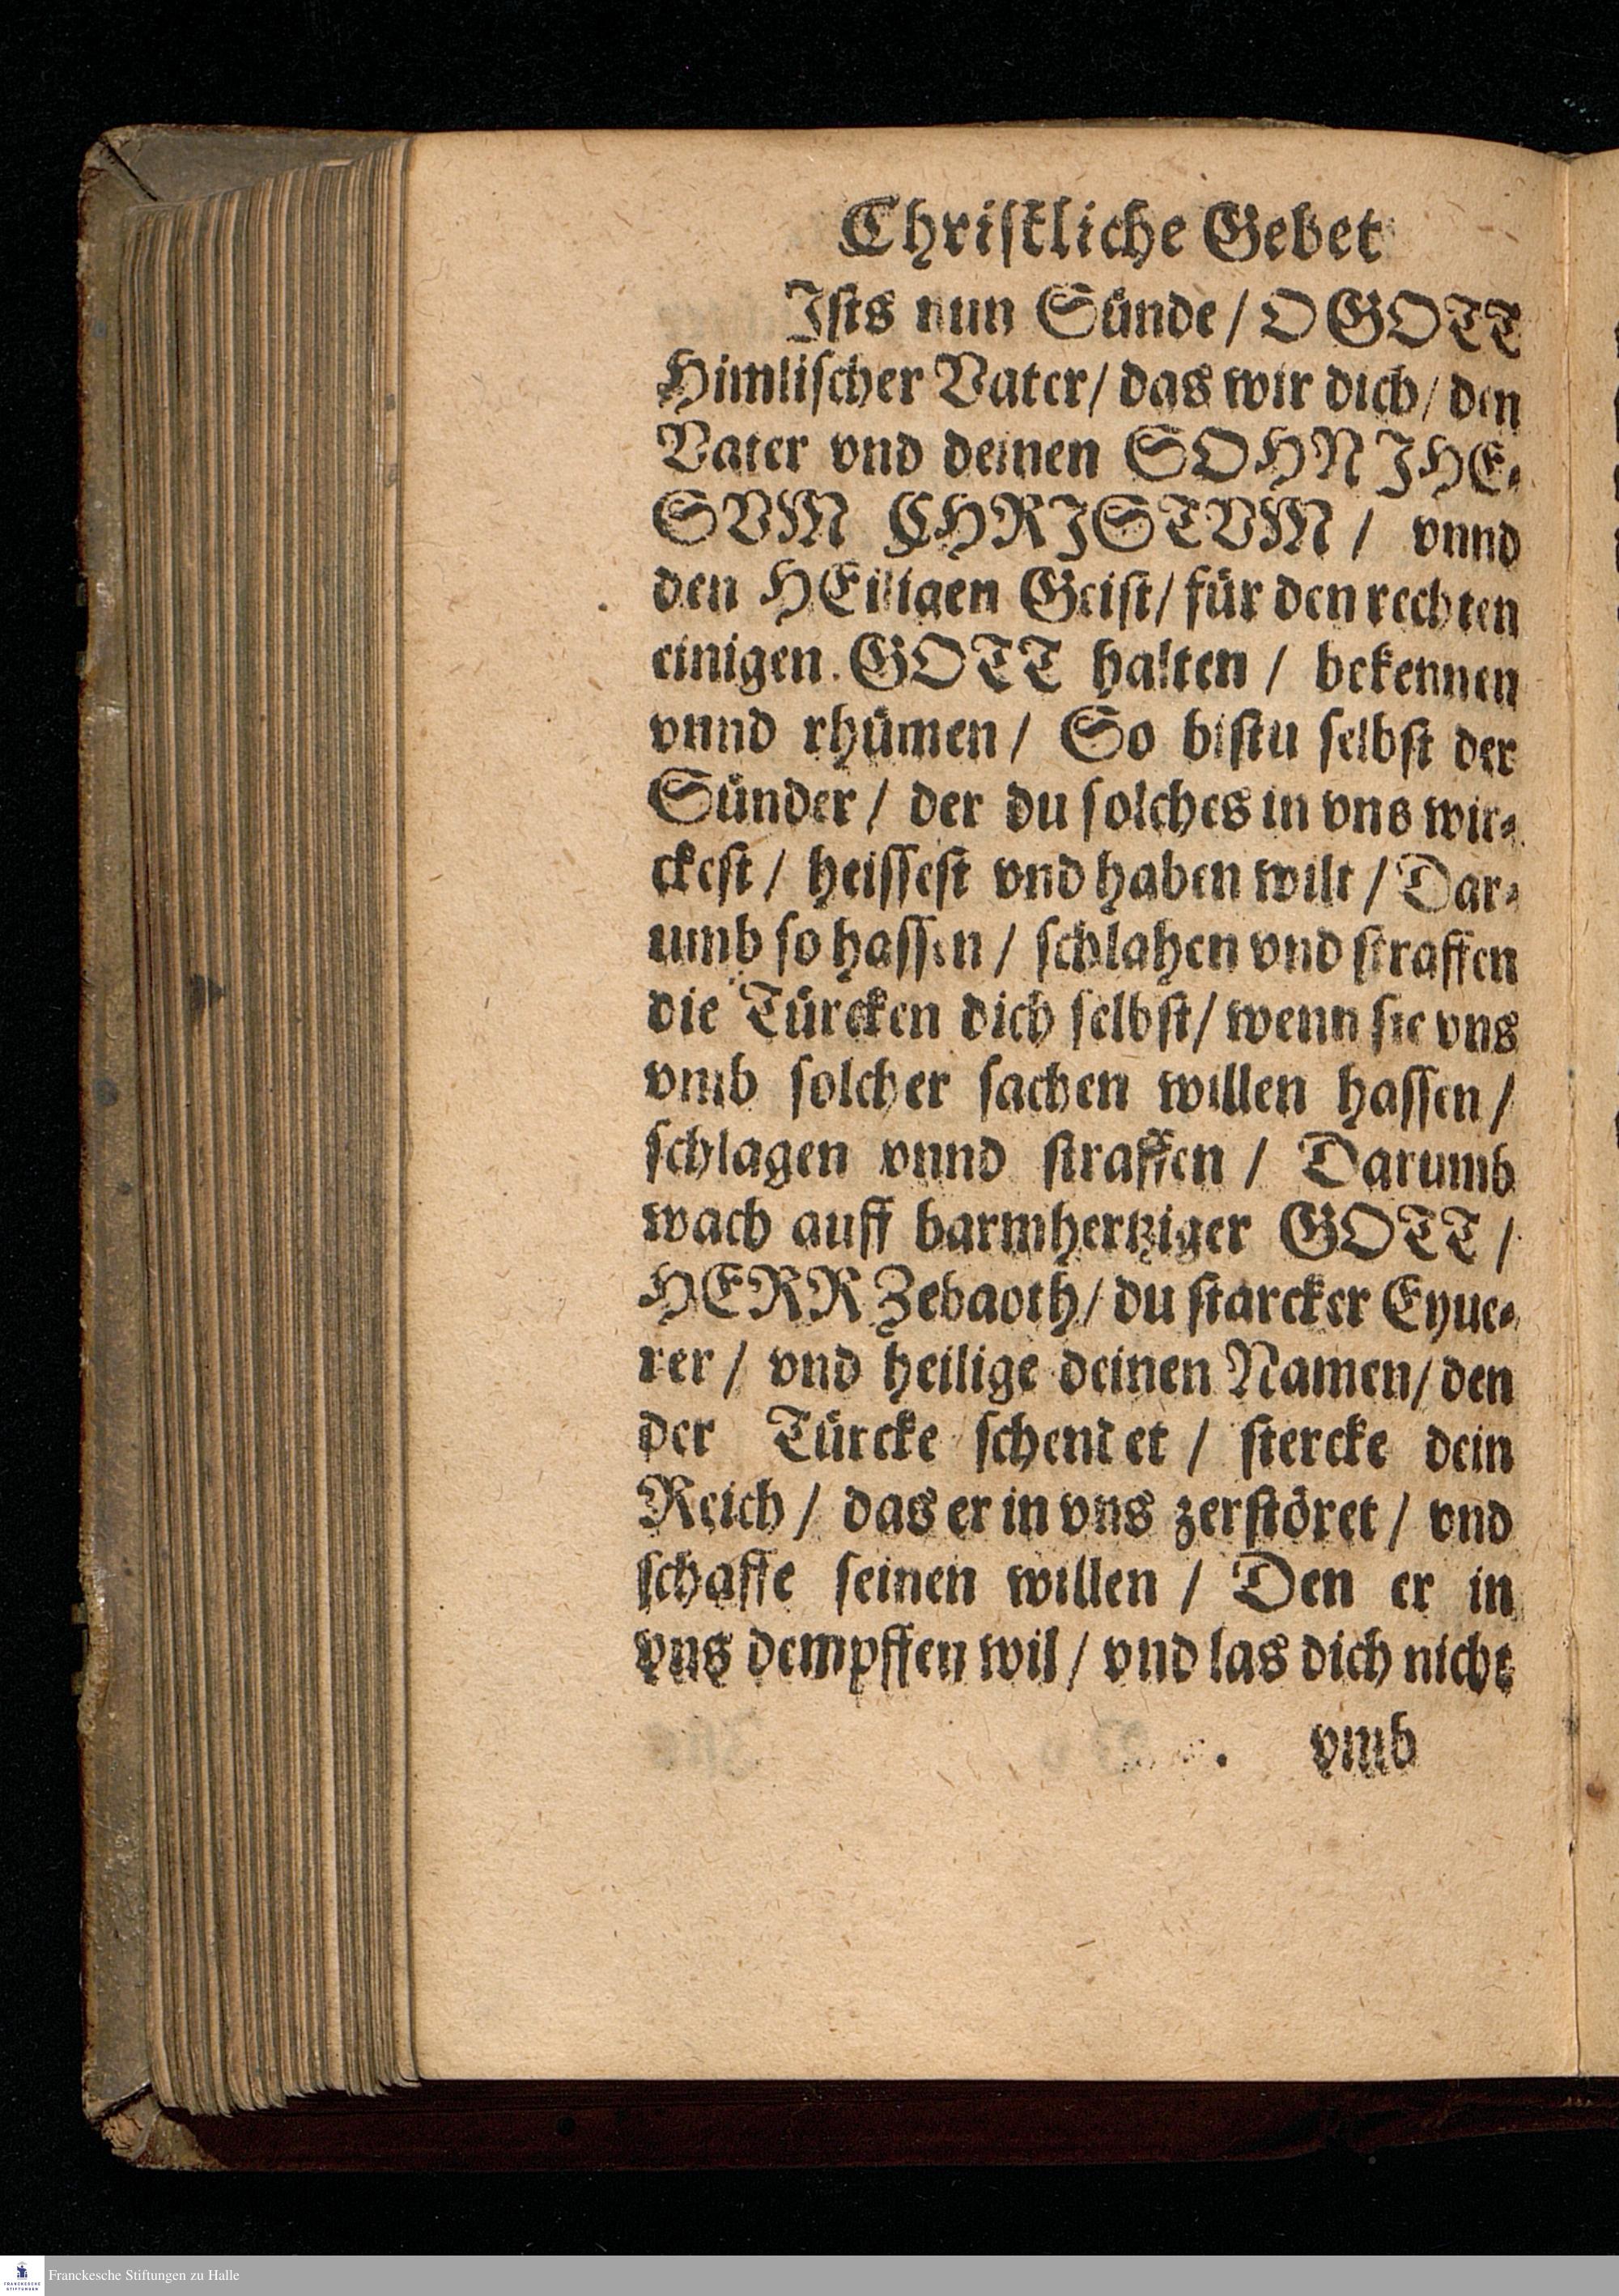 Chriſtliche Gebet
Iſts nun Sünde / O GOTT
Himliſcher Vater / das wir dich / den
Vater vnd deinen SOHN JHE-
SVM CHRISTVM / vnnd
den HEiligen Geiſt / für den rechten
einigen GOTT halten / bekennen
vnnd rhümen / So biſtu ſelbſt der
Sünder / der du ſolches in vns wir-
ckeſt / heiſſeſt vnd haben wilt / Dar-
umb ſo haſſen / ſchlahen vnd ſtraffen
die Türcken dich ſelbſt / wenn ſie vns
vmb ſolcher ſachen willen haſſen /
ſchlagen vnnd ſtraffen / Darumb
wach auff barmhertziger GOTT /
HERR Zebaoth / du ſtarcker Eyue-
rer / vnd heilige deinen Namen / den
der Türcke ſchendet / ſtercke dein
Reich / das er in vns zerſtöret / vnd
ſchaffe ſeinen willen / Den er in
vns dempffen wil / vnd las dich nicht
vmb
Franckesche Stiftungen zu Halle